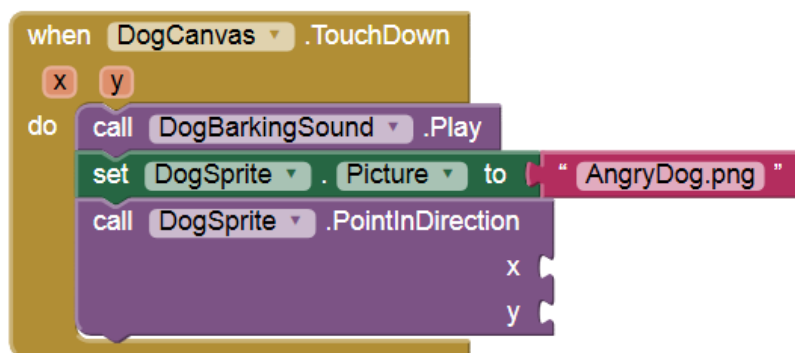 when DogCanvas .TouchDown
x y
do call DogBarkingSound .Play
set DogSprite . Picture to " AngryDog.png "
call DogSprite .PointInDirection
x
y